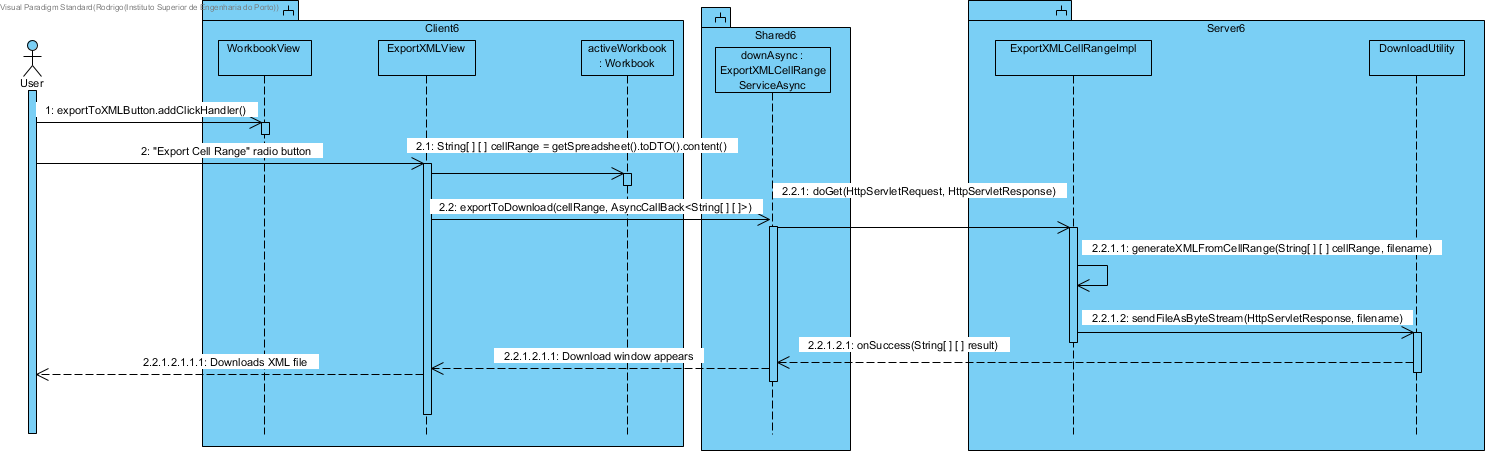 Visual Paradigm Standard(Rodrigo(Instituto Superior de Engenharia do Porto))
Client6
Shared6
Server6
User
WorkbookView
ExportXMLView
activeWorkbook
: Workbook
downAsync :
ExportXMLCellRange
ServiceAsync
ExportXMLCellRangeImpl
DownloadUtility
1: exportToXMLButton.addClickHandler()
2: "Export Cell Range" radio button
2.1: String[ ] [ ] cellRange = getSpreadsheet().toDTO().content()
2.2: exportToDownload(cellRange, AsyncCallBack<String[ ] [ ]>)
2.2.1: doGet(HttpServletRequest, HttpServletResponse)
2.2.1.1: generateXMLFromCellRange(String[ ] [ ] cellRange, filename)
2.2.1.2: sendFileAsByteStream(HttpServletResponse, filename)
2.2.1.2.1: onSuccess(String[ ] [ ] result)
2.2.1.2.1.1: Download window appears
2.2.1.2.1.1.1: Downloads XML file